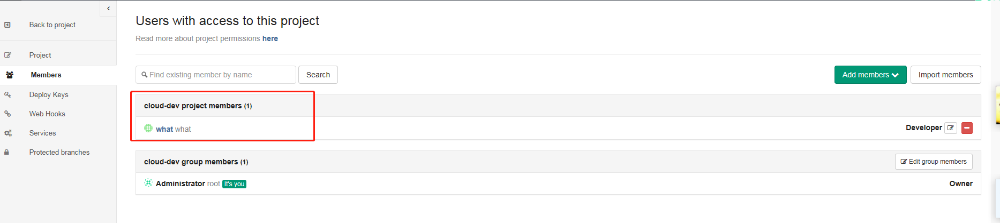 Back to project
Project
Members
Deploy Keys
Web Hooks
Services
Protected branches
Users with access to this project
Read more about project permissions here
Find existing member by name Search Add members Import members
cloud-dev project members (1)
what what Developer
cloud-dev group members (1) Edit group members
Administrator root It's you Owner